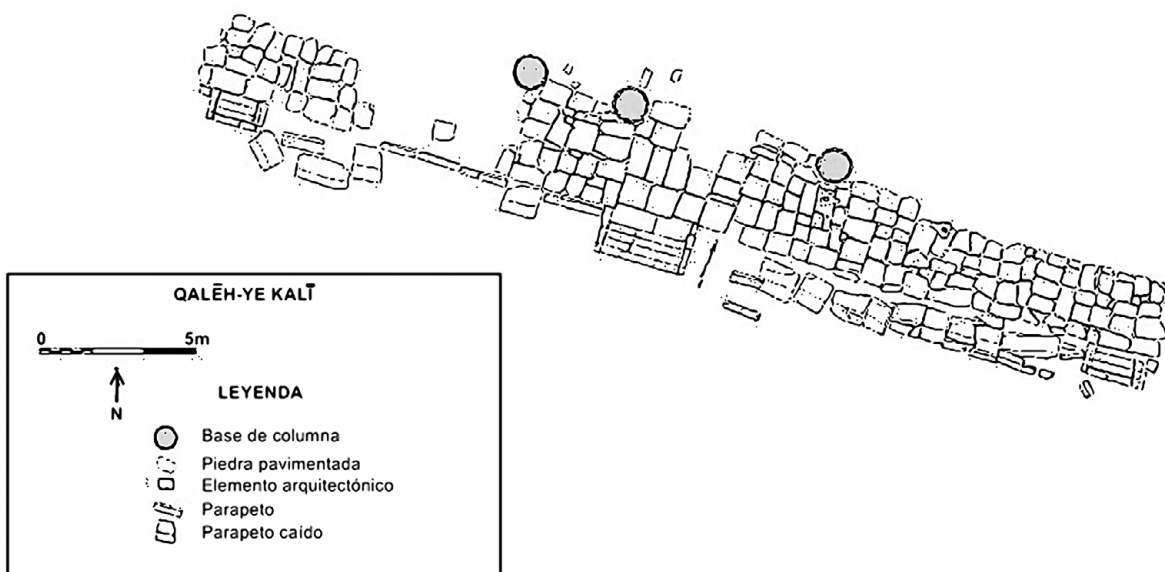 QALĒH-YE KALĪ
0 5m
N
LEYENDA
Base de columna
Piedra pavimentada
Elemento arquitectónico
Parapeto
Parapeto caído